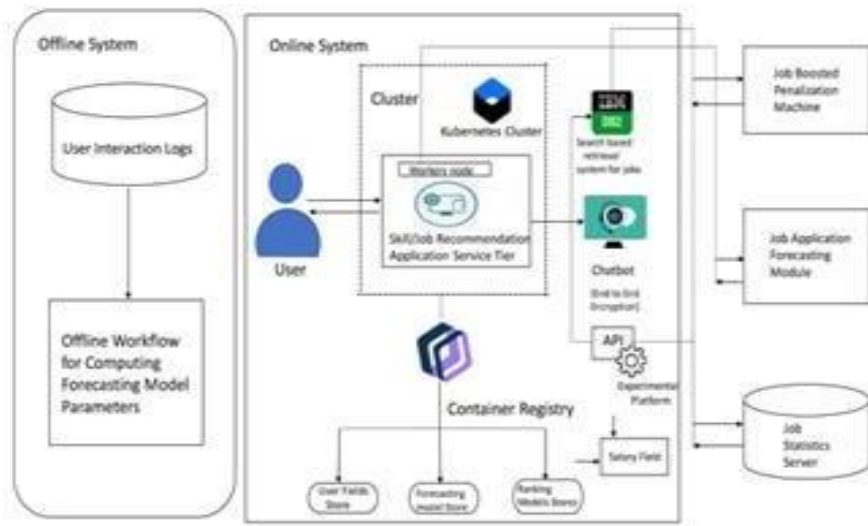 Offline System
User Interaction Logs
Offline Workflow
for Computing
Forecasting Model
Parameters
Online System
Cluster
Kubernetes Cluster
Workers node
Skill/Job Recommendation
Application Service Tier
User
IBM
DB2
Search based
retrieval
system for jobs
Chatbot
(End to End
Encryption)
API
Experimental
Platform
Container Registry
User Fields
Store
Forecasting
model Store
Ranking
Models Stores
Salary Field
Job Boosted
Penalization
Machine
Job Application
Forecasting
Module
Job
Statistics
Server